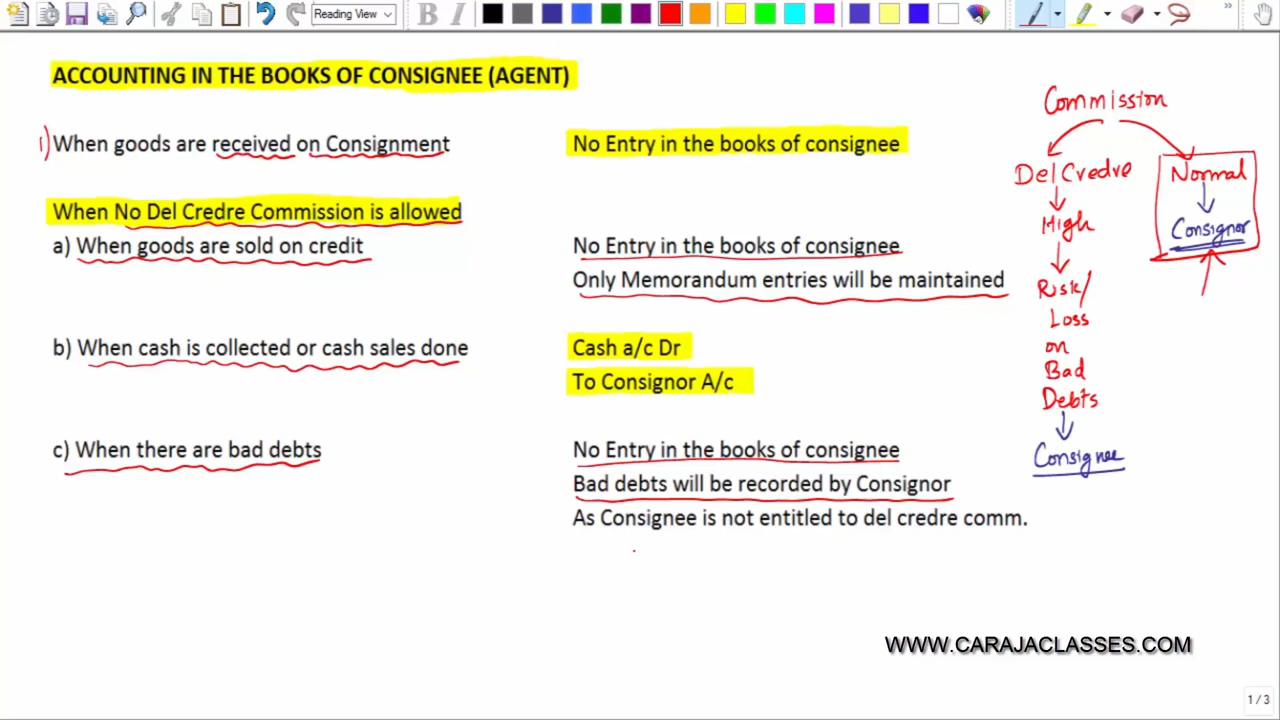 Reading View
B I
ACCOUNTING IN THE BOOKS OF CONSIGNEE (AGENT)
1) When goods are received on Consignment
No Entry in the books of consignee
When No Del Credre Commission is allowed
a) When goods are sold on credit
No Entry in the books of consignee
Only Memorandum entries will be maintained
b) When cash is collected or cash sales done
Cash a/c Dr
To Consignor A/c
c) When there are bad debts
No Entry in the books of consignee
Bad debts will be recorded by Consignor
As Consignee is not entitled to del credre comm.
Commission
Del Credre
High
Risk/
Loss
on
Bad
Debts
Consignee
Normal
Consignor
WWW.CARAJACLASSES.COM
1/3